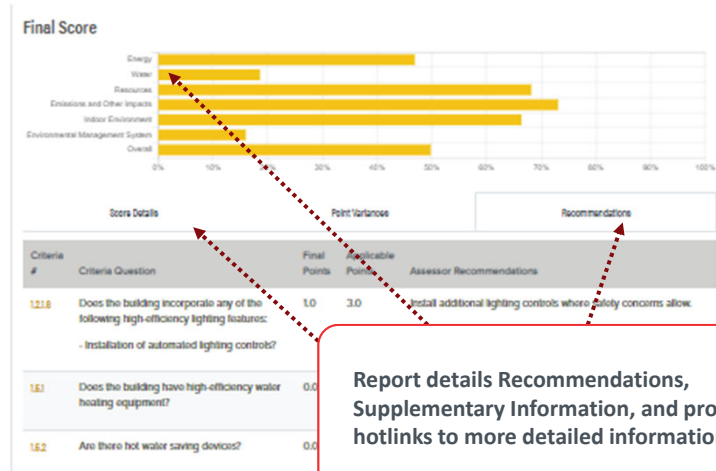 Final Score
Energy
Water
Resources
Emissions and Other Impacts
Indoor Environment
Environmental Management System
Overall
0% 10% 20% 30% 40% 50% 60% 70% 80% 90% 100%
Score Details Point Variances Recommendations
Criteria # Criteria Question Final Points Applicable Points Assessor Recommendations
1.2.1.8 Does the building incorporate any of the 1.0 3.0 Install additional lighting controls where safety concerns allow.
following high-efficiency lighting features:
- Installation of automated lighting controls?
1.5.1 Does the building have high-efficiency water 0.0
heating equipment?
1.5.2 Are there hot water saving devices? 0.0
Report details Recommendations,
Supplementary Information, and pro
hotlinks to more detailed information